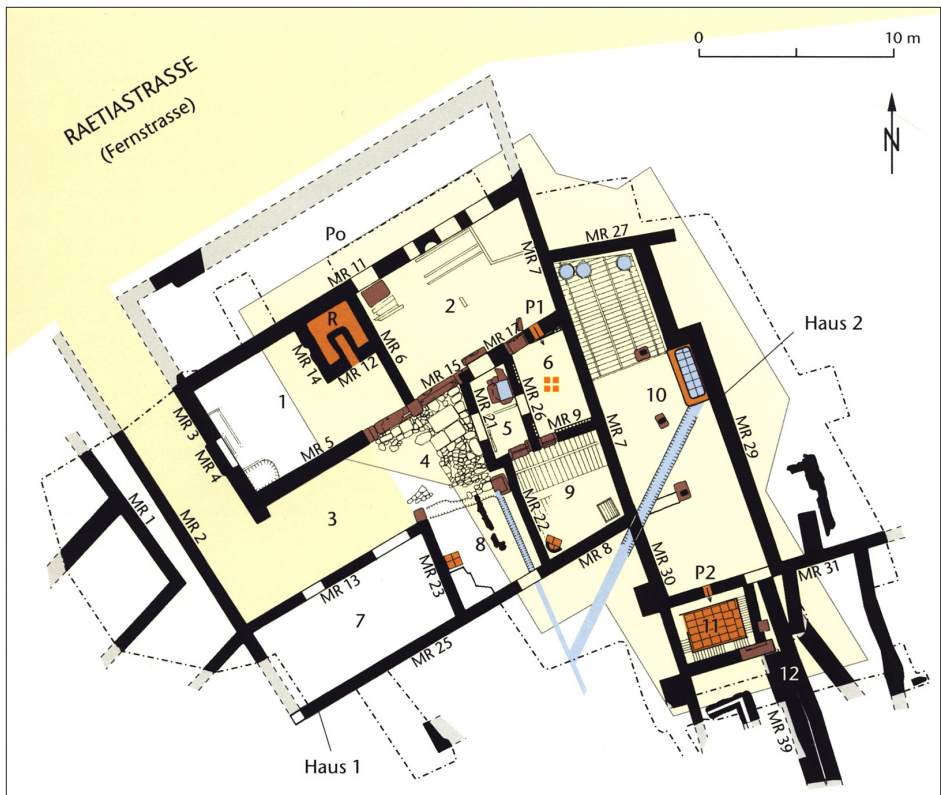 0 10 m
RAETIASTRASSE
(Fernstrasse)
N
Po
MR 11
MR 7
MR 27
2
P1
Haus 2
R
MR 14
MR 12
MR 6
MR 15
MR 17
6
1
MR 21
MR 26
10
MR 3
MR 4
MR 5
4
5
MR 9
MR 7
MR 29
3
9
MR 22
MR 1
MR 2
8
MR 8
MR 13
MR 23
MR 30
P2
MR 31
7
11
MR 25
12
MR 39
Haus 1